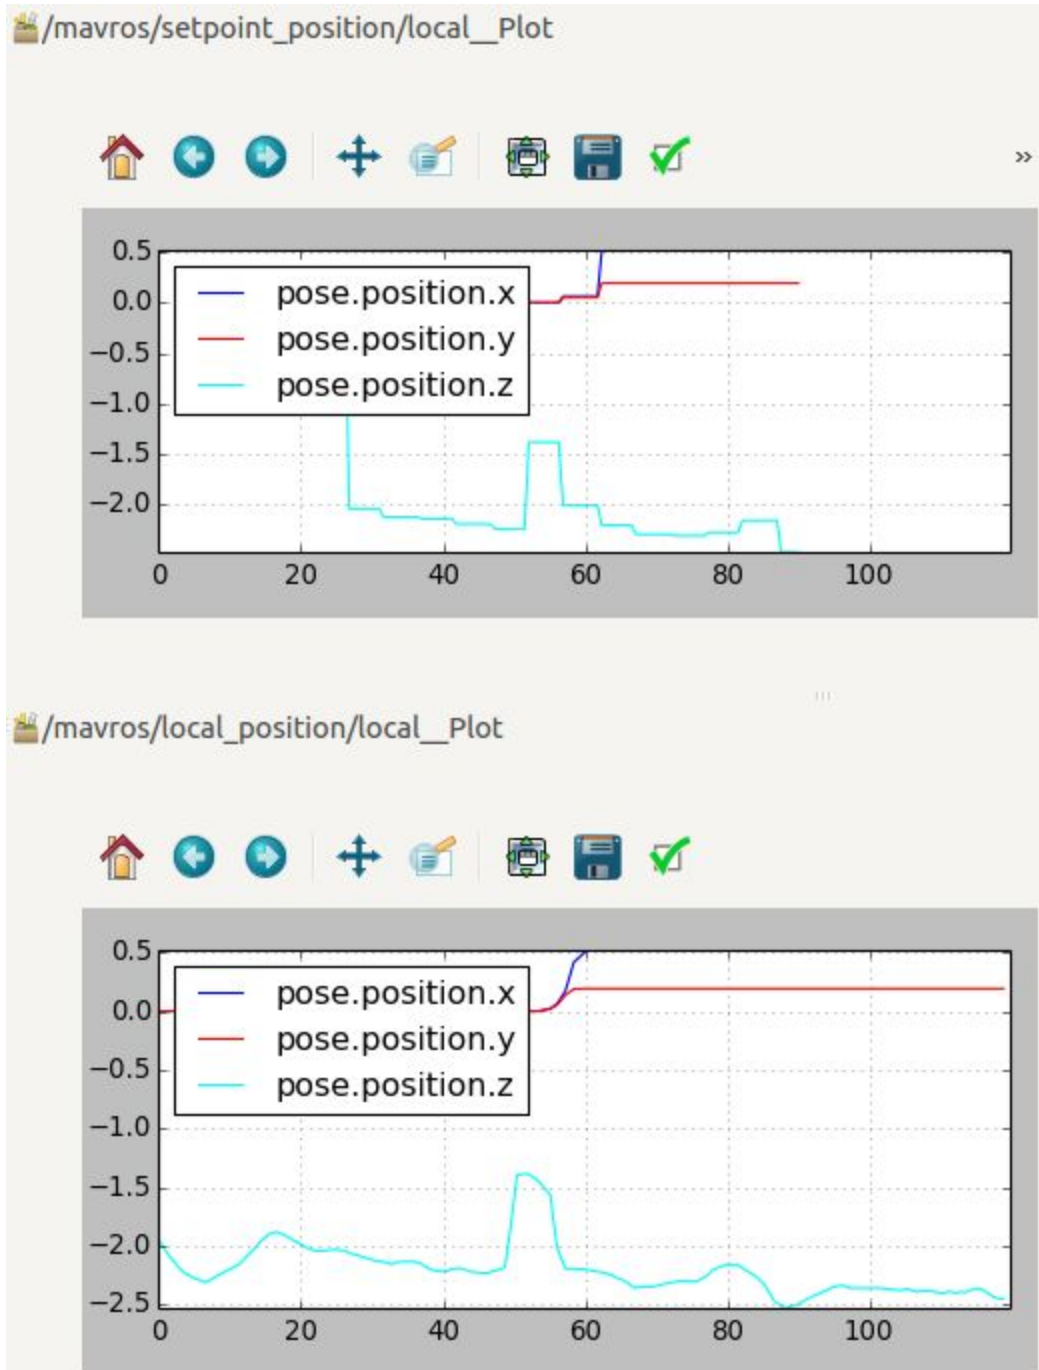 /mavros/setpoint_position/local__Plot
»
0.5
0.0
−0.5
−1.0
−1.5
−2.0
pose.position.x
pose.position.y
pose.position.z
0 20 40 60 80 100
/mavros/local_position/local__Plot
0.5
0.0
−0.5
−1.0
−1.5
−2.0
−2.5
pose.position.x
pose.position.y
pose.position.z
0 20 40 60 80 100